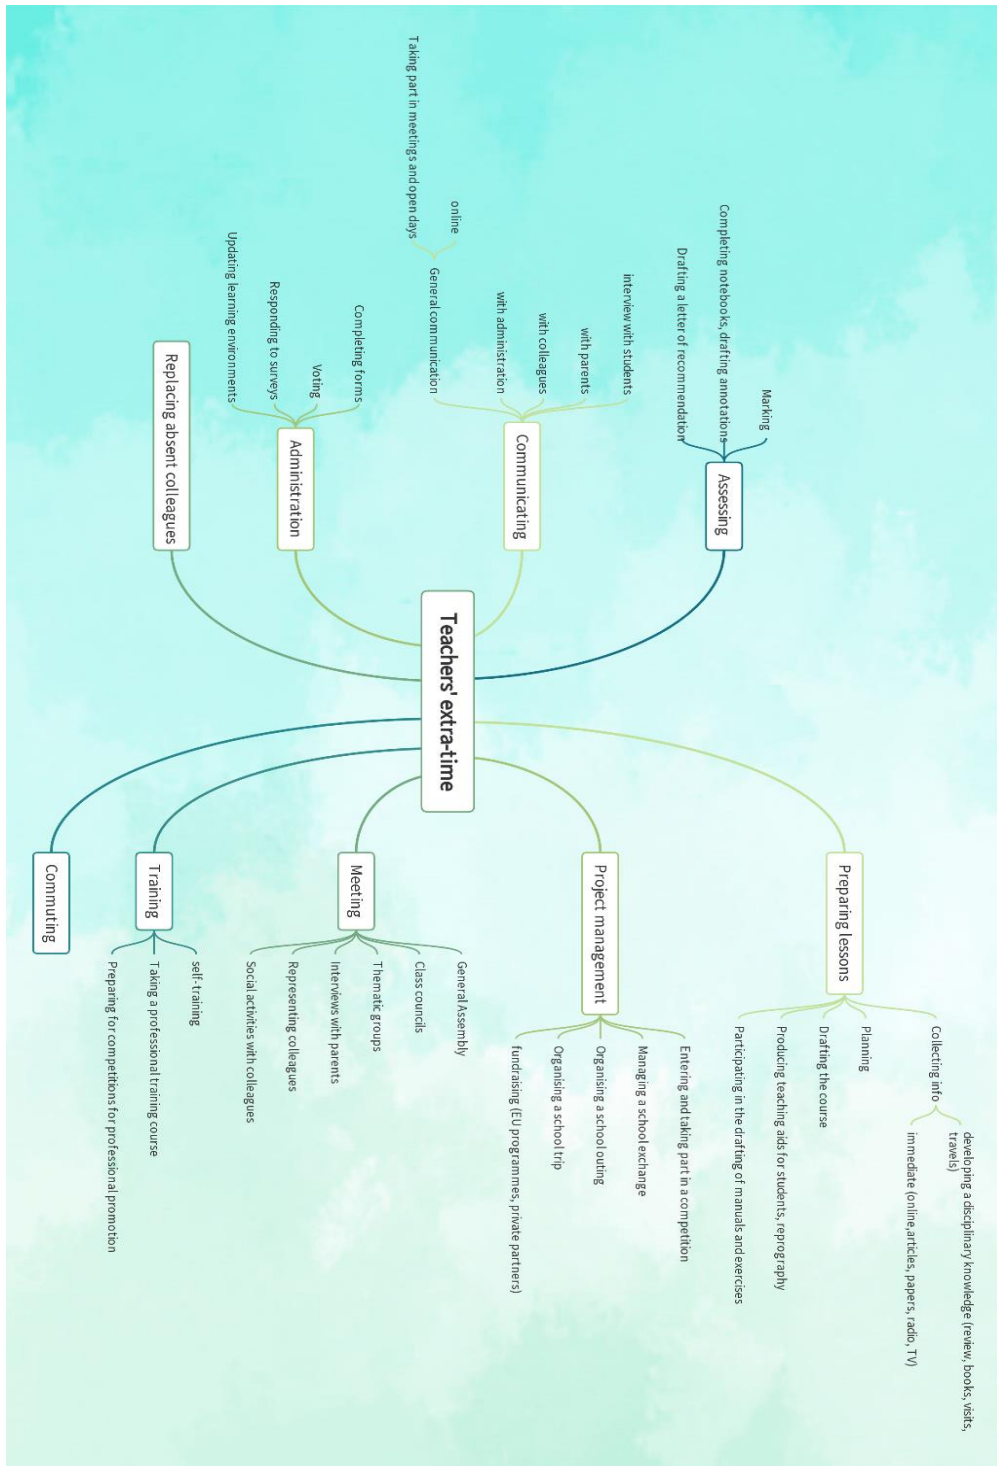 Teachers' extra-time
Preparing lessons
Collecting info
developing a disciplinary knowledge (review, books, visits,
travels)
immediate (online,articles, papers, radio, TV)
Planning
Drafting the course
Producing teaching aids for students, reprography
Participating in the drafting of manuals and exercises
Project management
Entering and taking part in a competition
Managing a school exchange
Organising a school outing
Organising a school trip
fundraising (EU programmes, private partners)
Meeting
General Assembly
Class councils
Thematic groups
Interviews with parents
Representing colleagues
Social activities with colleagues
Training
self-training
Taking a professional training course
Preparing for competitions for professional promotion
Commuting
Assessing
Marking
Completing notebooks, drafting annotations
Drafting a letter of recommendation
Communicating
interview with students
with parents
with colleagues
with administration
General communication
online
Taking part in meetings and open days
Administration
Completing forms
Voting
Responding to surveys
Updating learning environments
Replacing absent colleagues